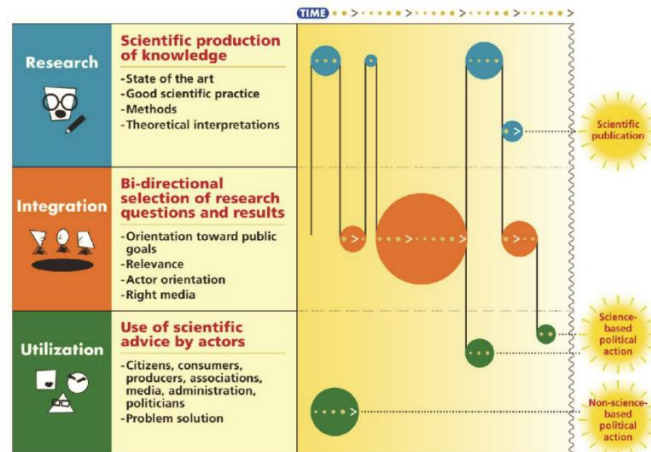 TIME
Research
Scientific production
of knowledge
-State of the art
-Good scientific practice
-Methods
-Theoretical interpretations
Scientific
publication
Integration
Bi-directional
selection of research
questions and results
-Orientation toward public
goals
-Relevance
-Actor orientation
-Right media
Utilization
Use of scientific
advice by actors
-Citizens, consumers,
producers, associations,
media, administration,
politicians
-Problem solution
Science-
based
political
action
Non-science-
based
political action